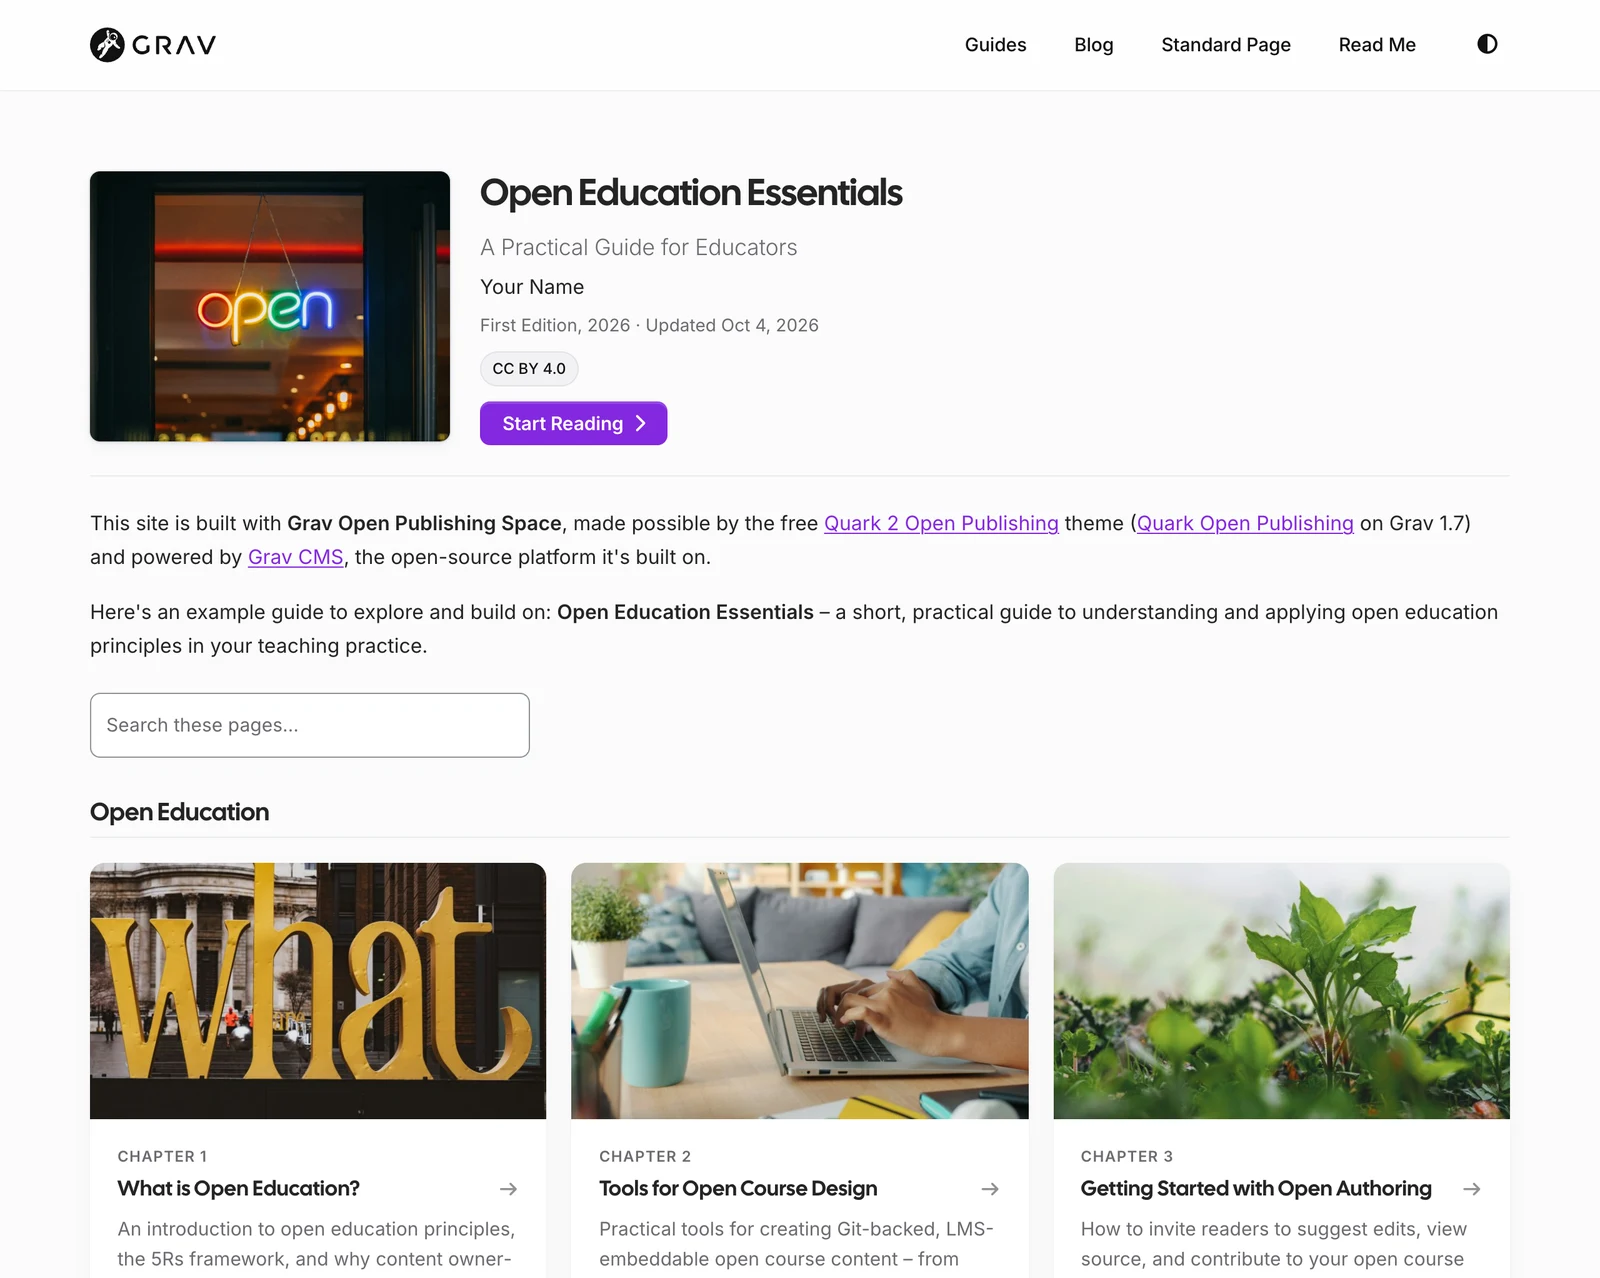 GRAV
Guides
Blog
Standard Page
Read Me
open
Open Education Essentials
A Practical Guide for Educators
Your Name
First Edition, 2026 · Updated Oct 4, 2026
CC BY 4.0
Start Reading
This site is built with Grav Open Publishing Space, made possible by the free Quark 2 Open Publishing theme (Quark Open Publishing on Grav 1.7)
and powered by Grav CMS, the open-source platform it's built on.
Here's an example guide to explore and build on: Open Education Essentials – a short, practical guide to understanding and applying open education
principles in your teaching practice.
Search these pages...
Open Education
what
CHAPTER 1
What is Open Education?
An introduction to open education principles,
the 5Rs framework, and why content owner-
CHAPTER 2
Tools for Open Course Design
Practical tools for creating Git-backed, LMS-
embeddable open course content – from
CHAPTER 3
Getting Started with Open Authoring
How to invite readers to suggest edits, view
source, and contribute to your open course